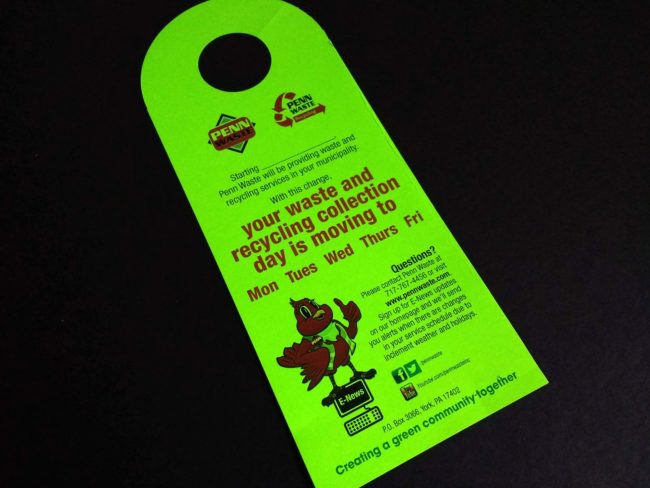 PENN
WASTE
PENN
WASTE
Starting
Penn Waste will be providing waste and
recycling services in your municipality.
With this change,
your waste and
recycling collection
day is moving to
Mon Tues Wed Thurs Fri
Questions?
Please contact Penn Waste at
717-767-4456 or visit
www.pennwaste.com.
Sign up for E-News updates
on our homepage and we'll send
you alerts when there are changes
in your service schedule due to
inclement weather and holidays.
E-News
/pennwaste
Youtube.com/pennwasteinc
P.O. Box 3066 York, PA 17402
Creating a green community-together